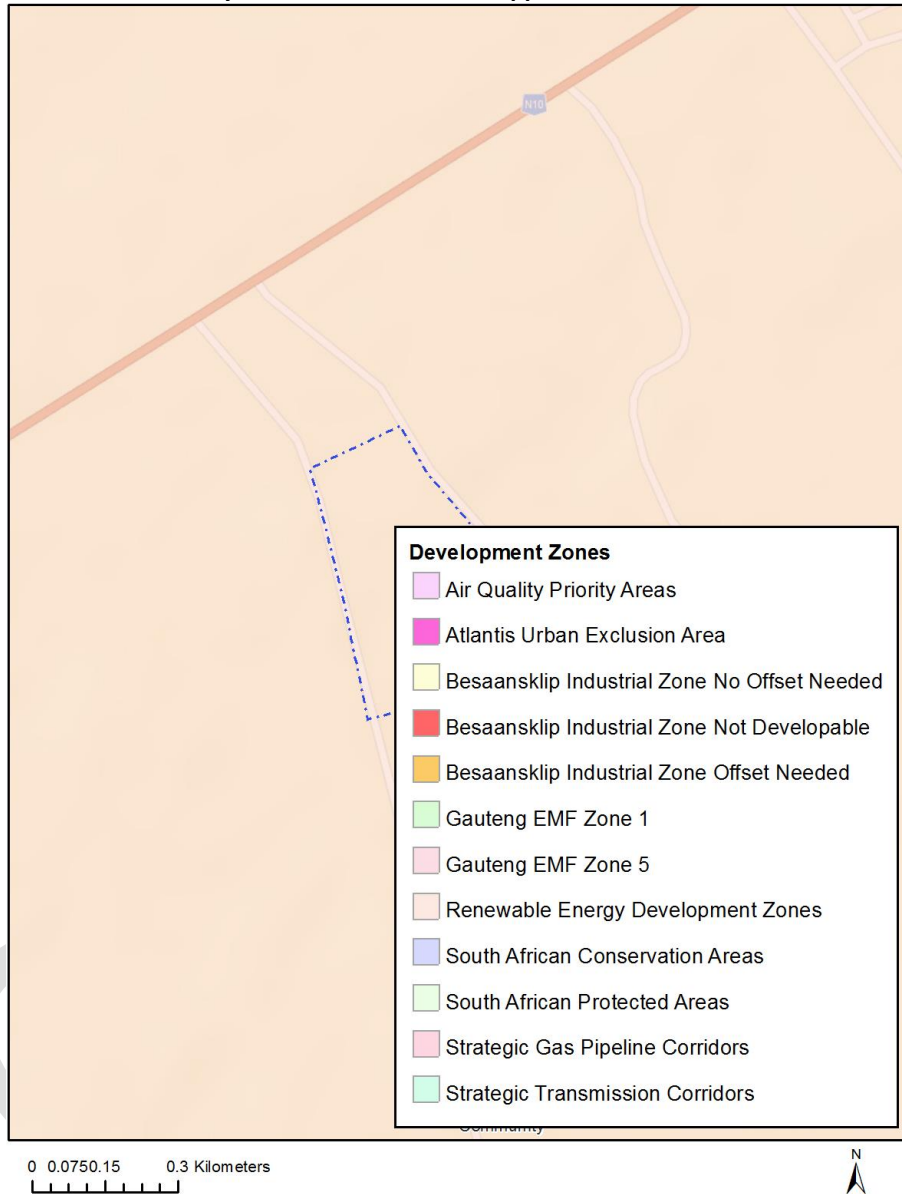 N10
Development Zones
Air Quality Priority Areas
Atlantis Urban Exclusion Area
Besaansklip Industrial Zone No Offset Needed
Besaansklip Industrial Zone Not Developable
Besaansklip Industrial Zone Offset Needed
Gauteng EMF Zone 1
Gauteng EMF Zone 5
Renewable Energy Development Zones
South African Conservation Areas
South African Protected Areas
Strategic Gas Pipeline Corridors
Strategic Transmission Corridors
0 0.0750.15 0.3 Kilometers
N